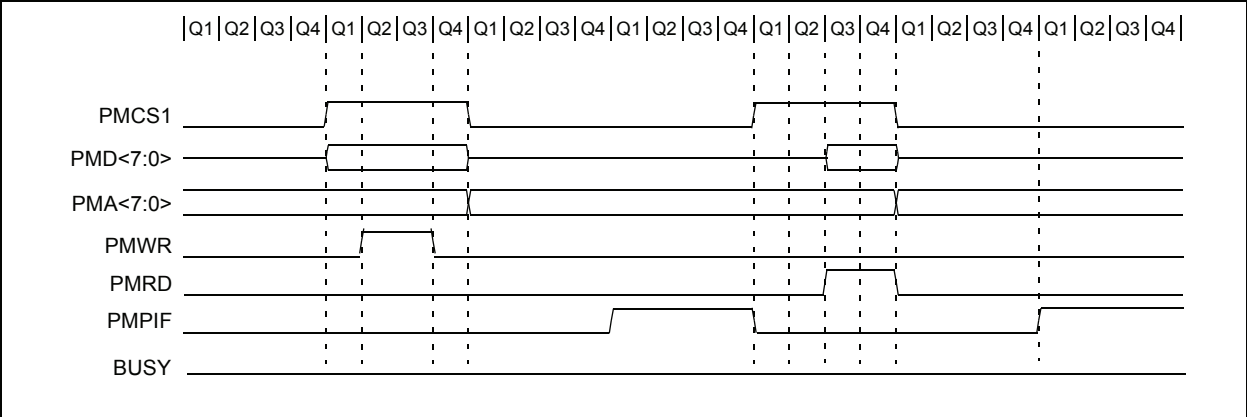 |Q1|Q2|Q3|Q4|Q1|Q2|Q3|Q4|Q1|Q2|Q3|Q4|Q1|Q2|Q3|Q4|Q1|Q2|Q3|Q4|Q1|Q2|Q3|Q4|Q1|Q2|Q3|Q4|
PMCS1
PMD<7:0>
PMA<7:0>
PMWR
PMRD
PMPIF
BUSY